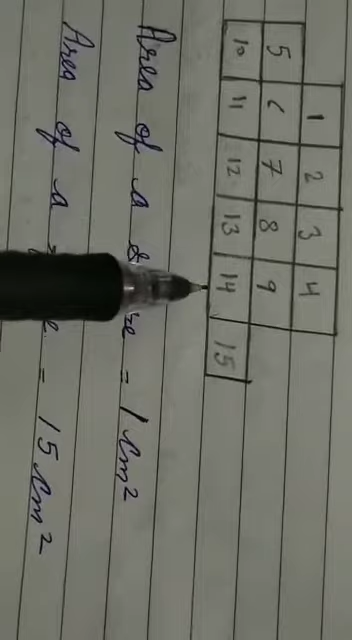 1 2 3 4
5 6 7 8 9
10 11 12 13 14 15
Area of a = 1 cm²
Area of a = 15 cm²